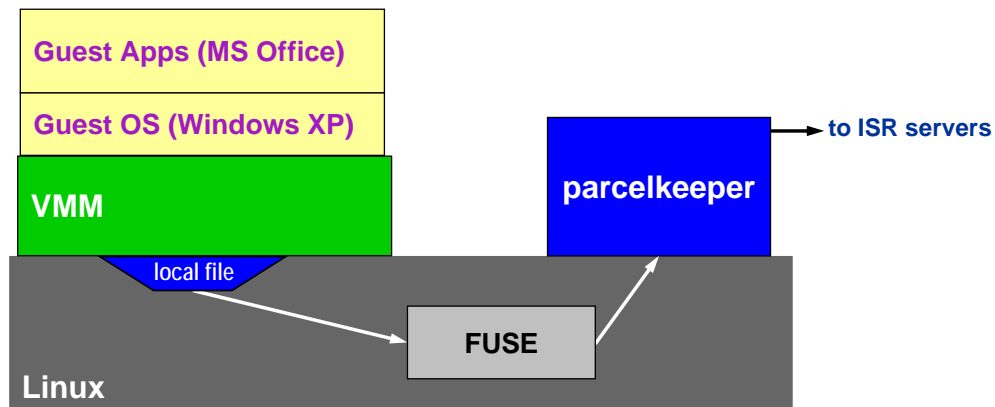 Guest Apps (MS Office)
Guest OS (Windows XP)
VMM
local file
FUSE
parcelkeeper
to ISR servers
Linux